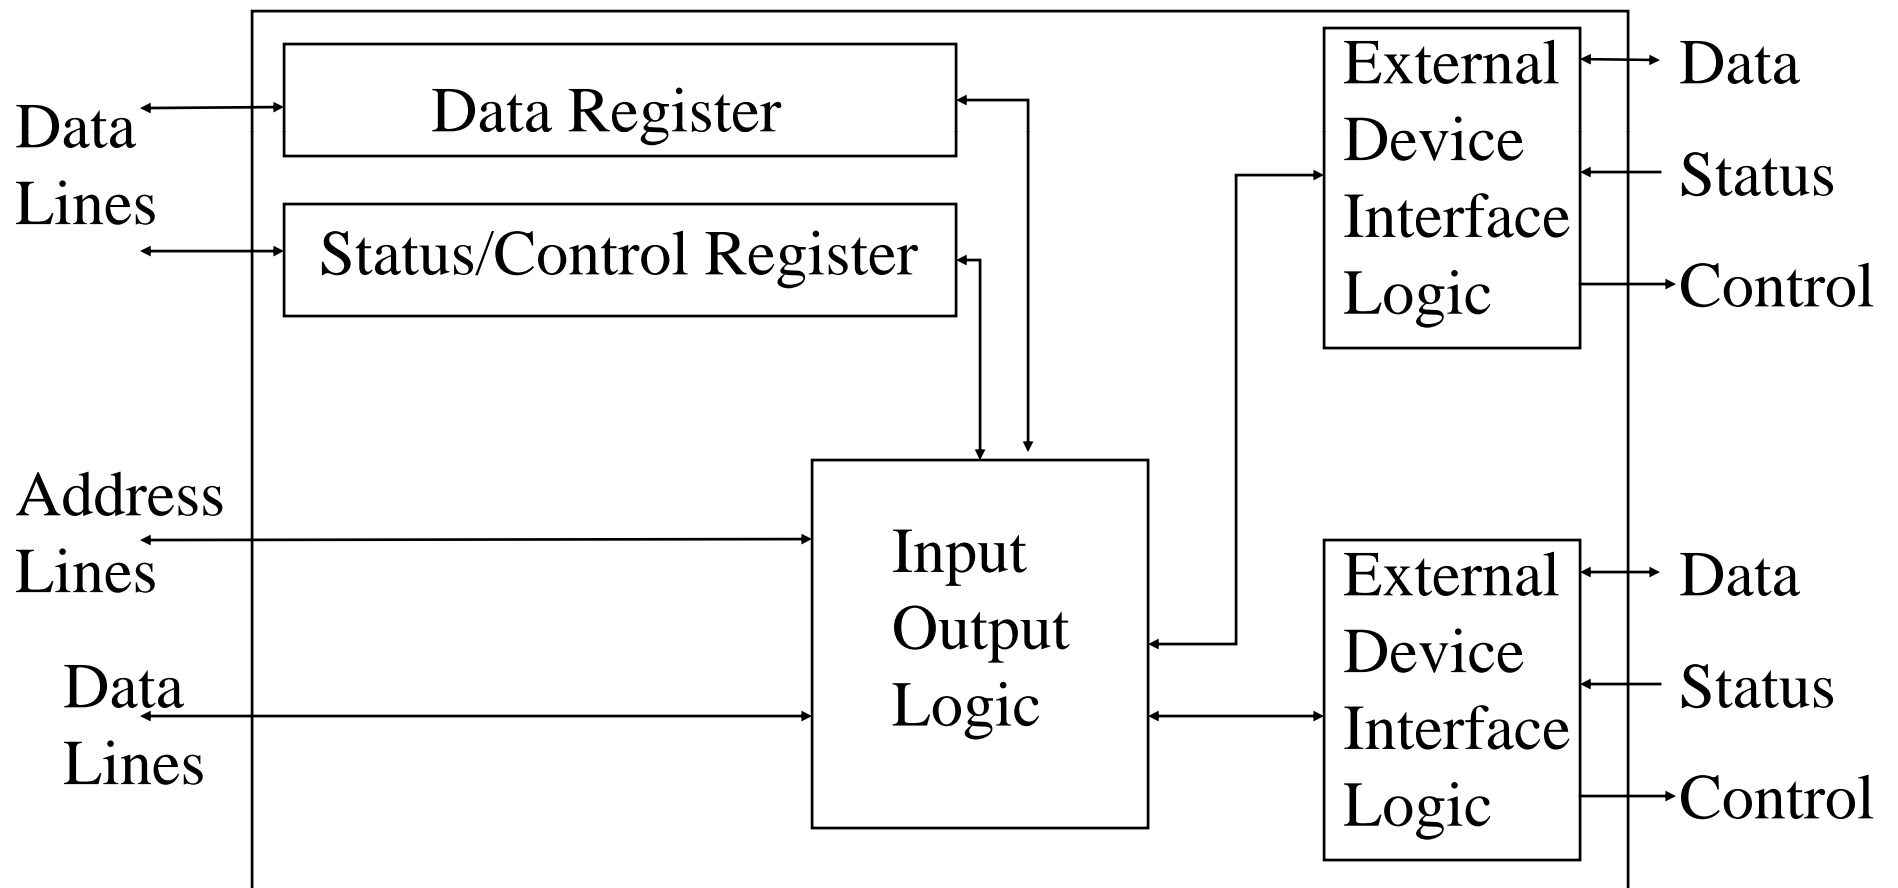 Data
Lines
Data Register
Status/Control Register
Address
Lines
Data
Lines
Input
Output
Logic
External
Device
Interface
Logic
Data
Status
Control
External
Device
Interface
Logic
Data
Status
Control